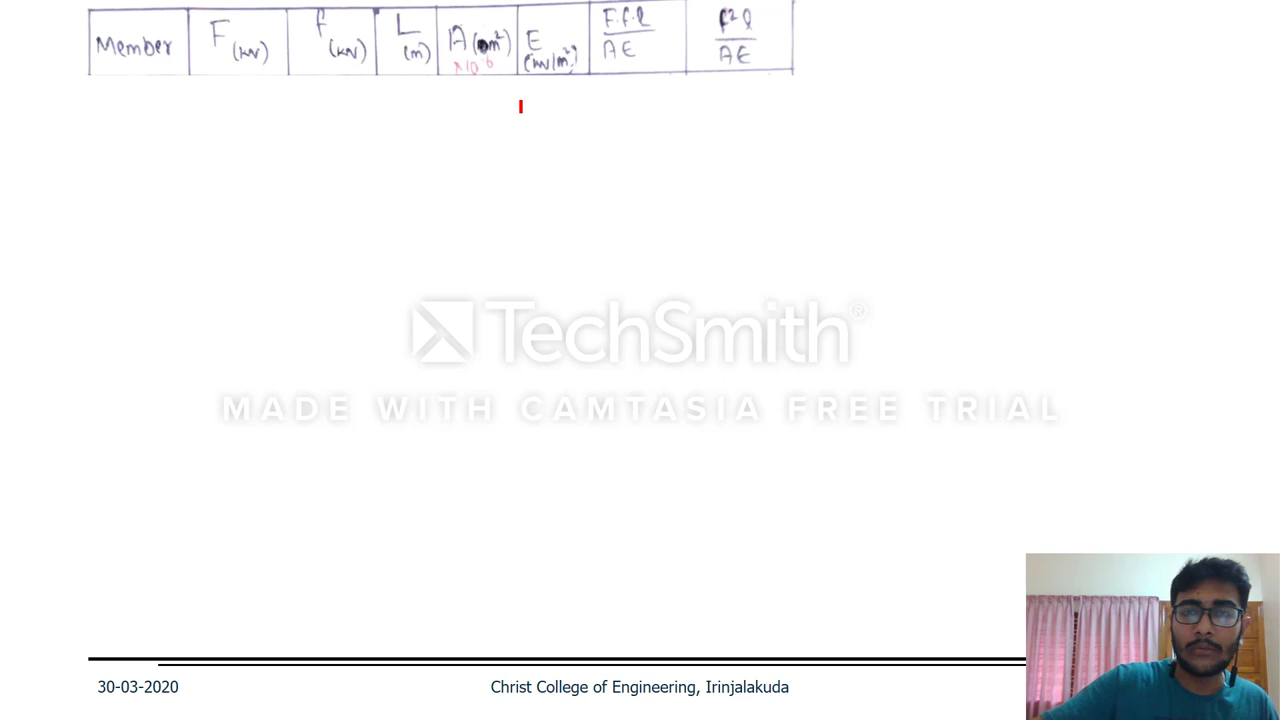 Member F (kN) f (kN) L (m) A (m²) ×10⁻⁶ E (kN/m²) F.f.l / AE f²l / AE
TechSmith®
MADE WITH CAMTASIA FREE TRIAL
30-03-2020 Christ College of Engineering, Irinjalakuda